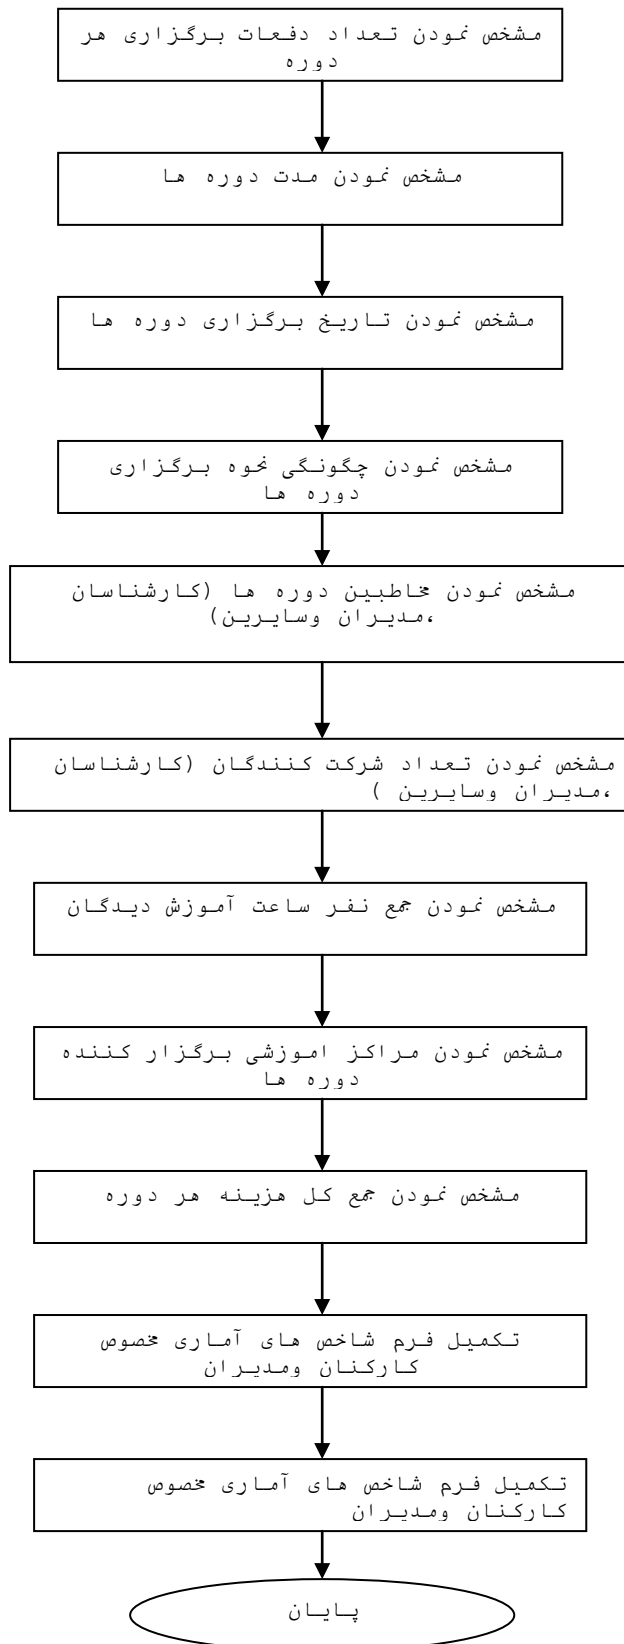 مشخص نمودن تعداد دفعات برگزاری هر
دوره
مشخص نمودن مدت دوره ها
مشخص نمودن تاریخ برگزاری دوره ها
مشخص نمودن چگونگی نحوه برگزاری
دوره ها
مشخص نمودن مخاطبین دوره ها (کارشناسان
،مدیران وسایرین)
مشخص نمودن تعداد شرکت کنندگان (کارشناسان
،مدیران وسایرین )
مشخص نمودن جمع نفر ساعت آموزش دیدگان
مشخص نمودن مراکز اموزشی برگزار کننده
دوره ها
مشخص نمودن جمع کل هزینه هر دوره
تکمیل فرم شاخص های آماری مخصوص
کارکنان ومدیران
تکمیل فرم شاخص های آماری مخصوص
کارکنان ومدیران
پایان